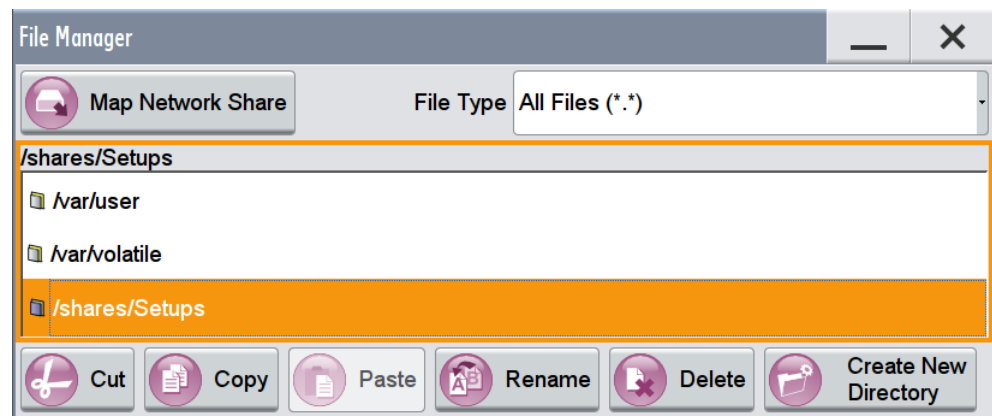 File Manager
Map Network Share
File Type All Files (*.*)
/shares/Setups
/var/user
/var/volatile
/shares/Setups
Cut
Copy
Paste
Rename
Delete
Create New
Directory